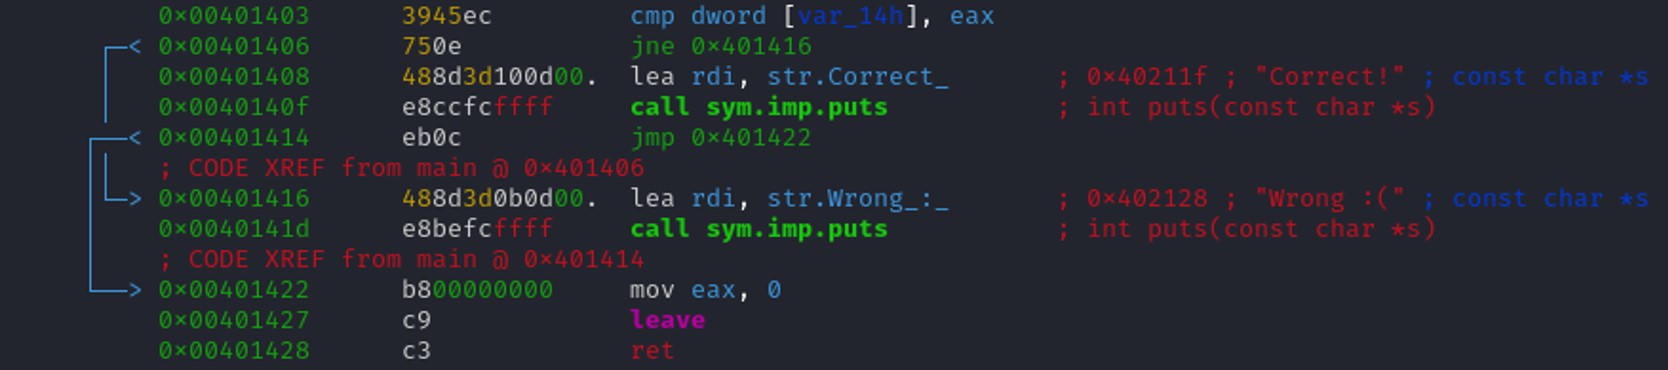 0x00401403 3945ec cmp dword [var_14h], eax
0x00401406 750e jne 0x401416
0x00401408 488d3d100d00. lea rdi, str.Correct_ ; 0x40211f ; "Correct!" ; const char *s
0x0040140f e8ccfcffff call sym.imp.puts ; int puts(const char *s)
0x00401414 eb0c jmp 0x401422
; CODE XREF from main @ 0x401406
0x00401416 488d3d0b0d00. lea rdi, str.Wrong_:_ ; 0x402128 ; "Wrong :(" ; const char *s
0x0040141d e8befcffff call sym.imp.puts ; int puts(const char *s)
; CODE XREF from main @ 0x401414
0x00401422 b800000000 mov eax, 0
0x00401427 c9 leave
0x00401428 c3 ret